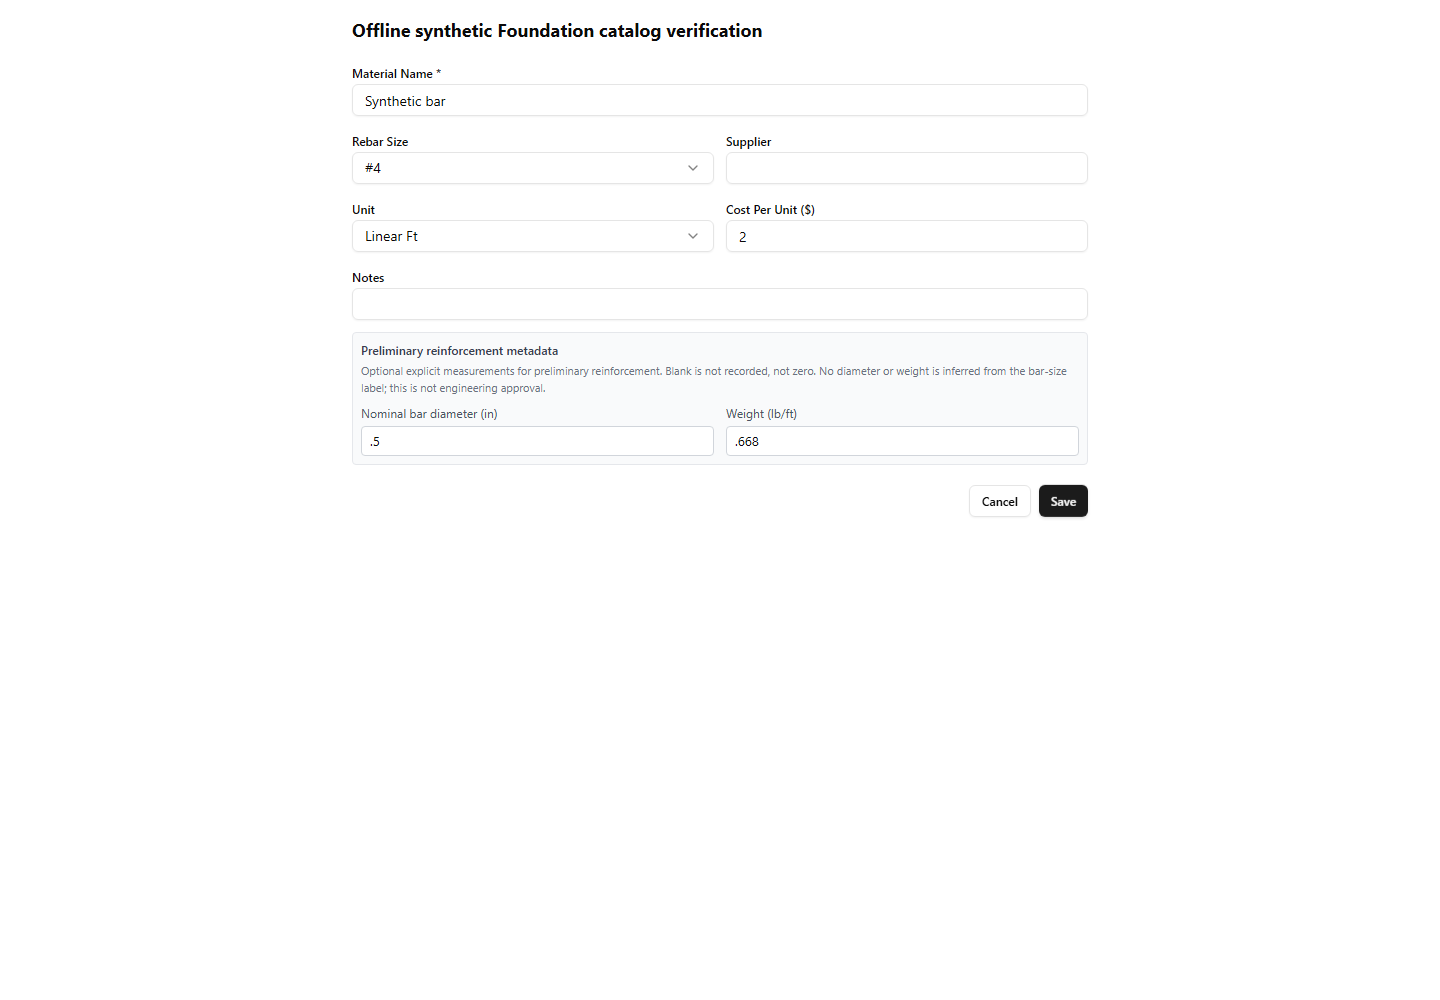 Offline synthetic Foundation catalog verification
Material Name *
Synthetic bar
Rebar Size
Supplier
#4
Unit
Cost Per Unit ($)
Linear Ft
2
Notes
Preliminary reinforcement metadata
Optional explicit measurements for preliminary reinforcement. Blank is not recorded, not zero. No diameter or weight is inferred from the bar-size
label; this is not engineering approval.
Nominal bar diameter (in)
Weight (lb/ft)
.5
.668
Cancel
Save